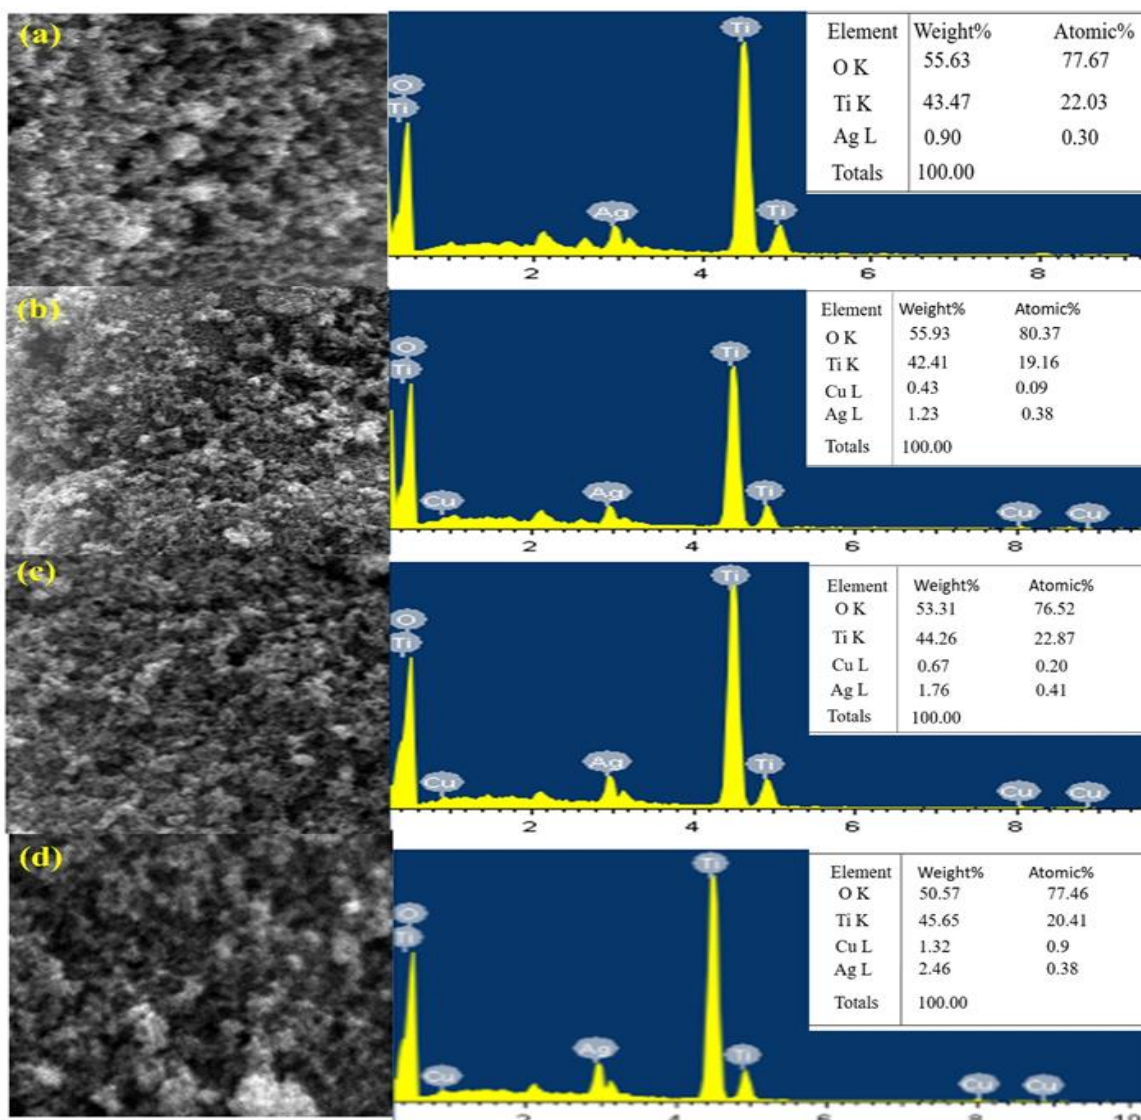 (a)
O
Ti
Ag
Ti
Ti
2 4 6 8
Element Weight% Atomic%
O K 55.63 77.67
Ti K 43.47 22.03
Ag L 0.90 0.30
Totals 100.00
(b)
O
Ti
Cu
Ag
Ti
Ti
Cu Cu
2 4 6 8
Element Weight% Atomic%
O K 55.93 80.37
Ti K 42.41 19.16
Cu L 0.43 0.09
Ag L 1.23 0.38
Totals 100.00
(c)
O
Ti
Cu
Ag
Ti
Ti
Cu Cu
2 4 6 8
Element Weight% Atomic%
O K 53.31 76.52
Ti K 44.26 22.87
Cu L 0.67 0.20
Ag L 1.76 0.41
Totals 100.00
(d)
O
Ti
Cu
Ag
Ti
Ti
Cu Cu
2 4 6 8 10
Element Weight% Atomic%
O K 50.57 77.46
Ti K 45.65 20.41
Cu L 1.32 0.9
Ag L 2.46 0.38
Totals 100.00